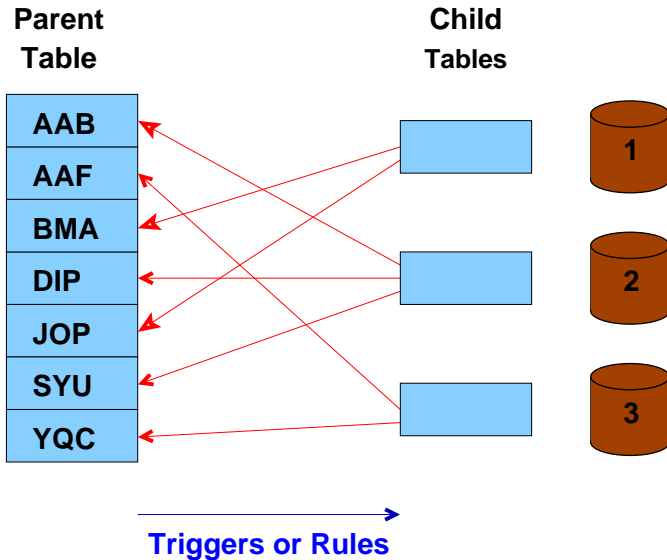 Parent
Table
Child
Tables
AAB
AAF
BMA
DIP
JOP
SYU
YQC
1
2
3
Triggers or Rules